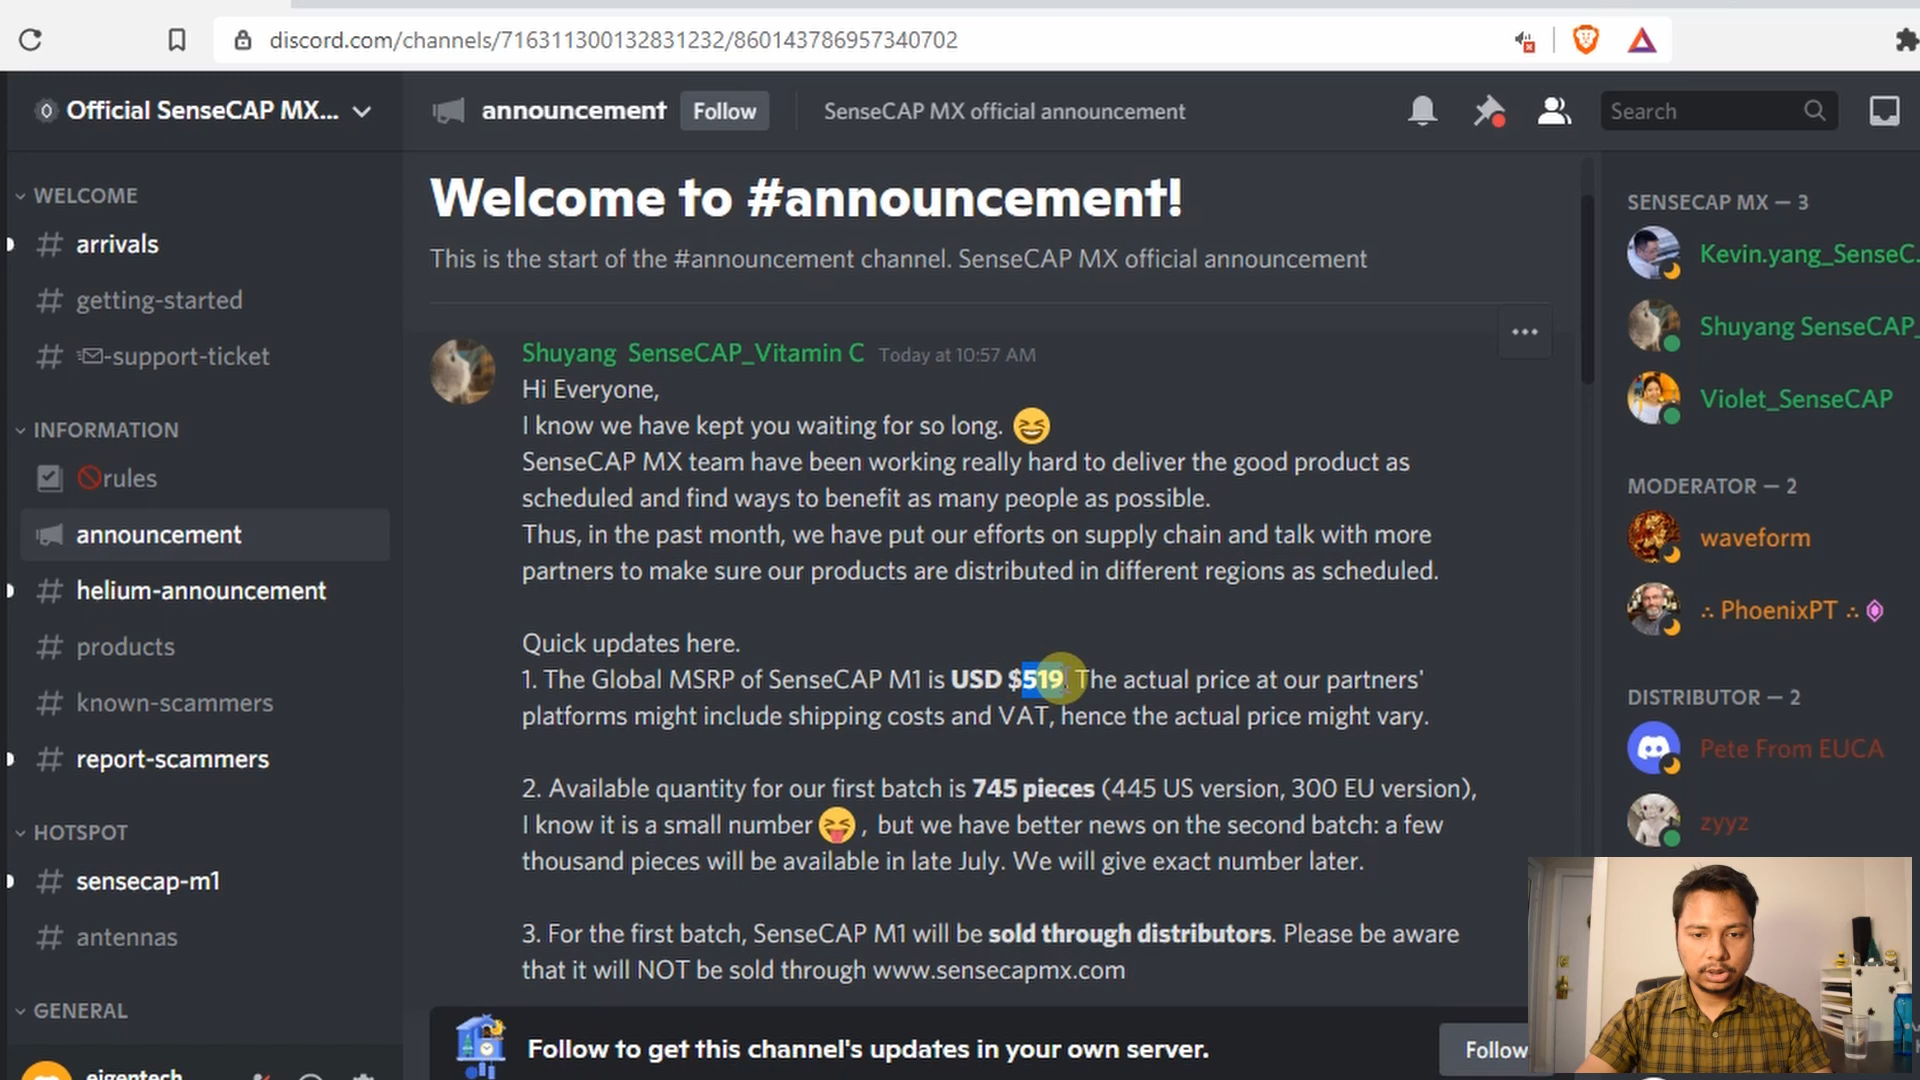 discord.com/channels/716311300132831232/860143786957340702
Official SenseCAP MX...
announcement
Follow
SenseCAP MX official announcement
Search
WELCOME
arrivals
getting-started
-support-ticket
INFORMATION
rules
announcement
helium-announcement
products
known-scammers
report-scammers
HOTSPOT
sensecap-m1
antennas
GENERAL
eigentech
Welcome to #announcement!
This is the start of the #announcement channel. SenseCAP MX official announcement
Shuyang SenseCAP_Vitamin C Today at 10:57 AM
Hi Everyone,
I know we have kept you waiting for so long. 😆
SenseCAP MX team have been working really hard to deliver the good product as
scheduled and find ways to benefit as many people as possible.
Thus, in the past month, we have put our efforts on supply chain and talk with more
partners to make sure our products are distributed in different regions as scheduled.
Quick updates here.
1. The Global MSRP of SenseCAP M1 is USD $519. The actual price at our partners'
platforms might include shipping costs and VAT, hence the actual price might vary.
2. Available quantity for our first batch is 745 pieces (445 US version, 300 EU version),
I know it is a small number 😝 , but we have better news on the second batch: a few
thousand pieces will be available in late July. We will give exact number later.
3. For the first batch, SenseCAP M1 will be sold through distributors. Please be aware
that it will NOT be sold through www.sensecapmx.com
Follow to get this channel's updates in your own server.
Follow
SENSECAP MX — 3
Kevin.yang_SenseC...
Shuyang SenseCAP_
Violet_SenseCAP
MODERATOR — 2
waveform
∴ PhoenixPT ∴
DISTRIBUTOR — 2
Pete From EUCA
zyyz